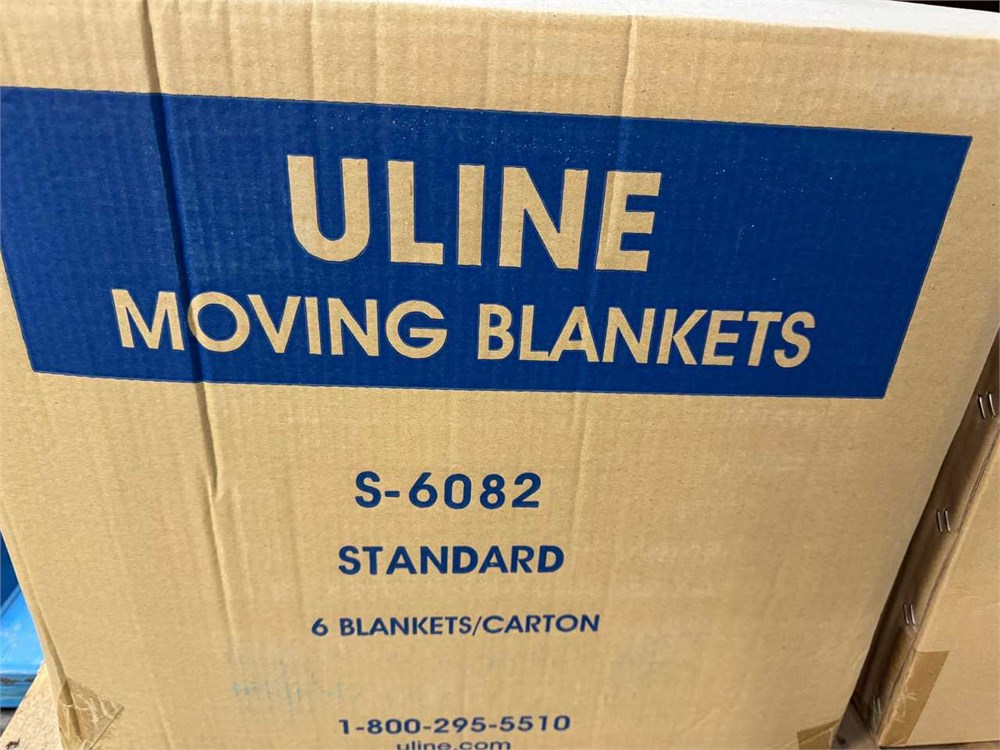 ULINE
MOVING BLANKETS
S-6082
STANDARD
6 BLANKETS/CARTON
1-800-295-5510
uline.com